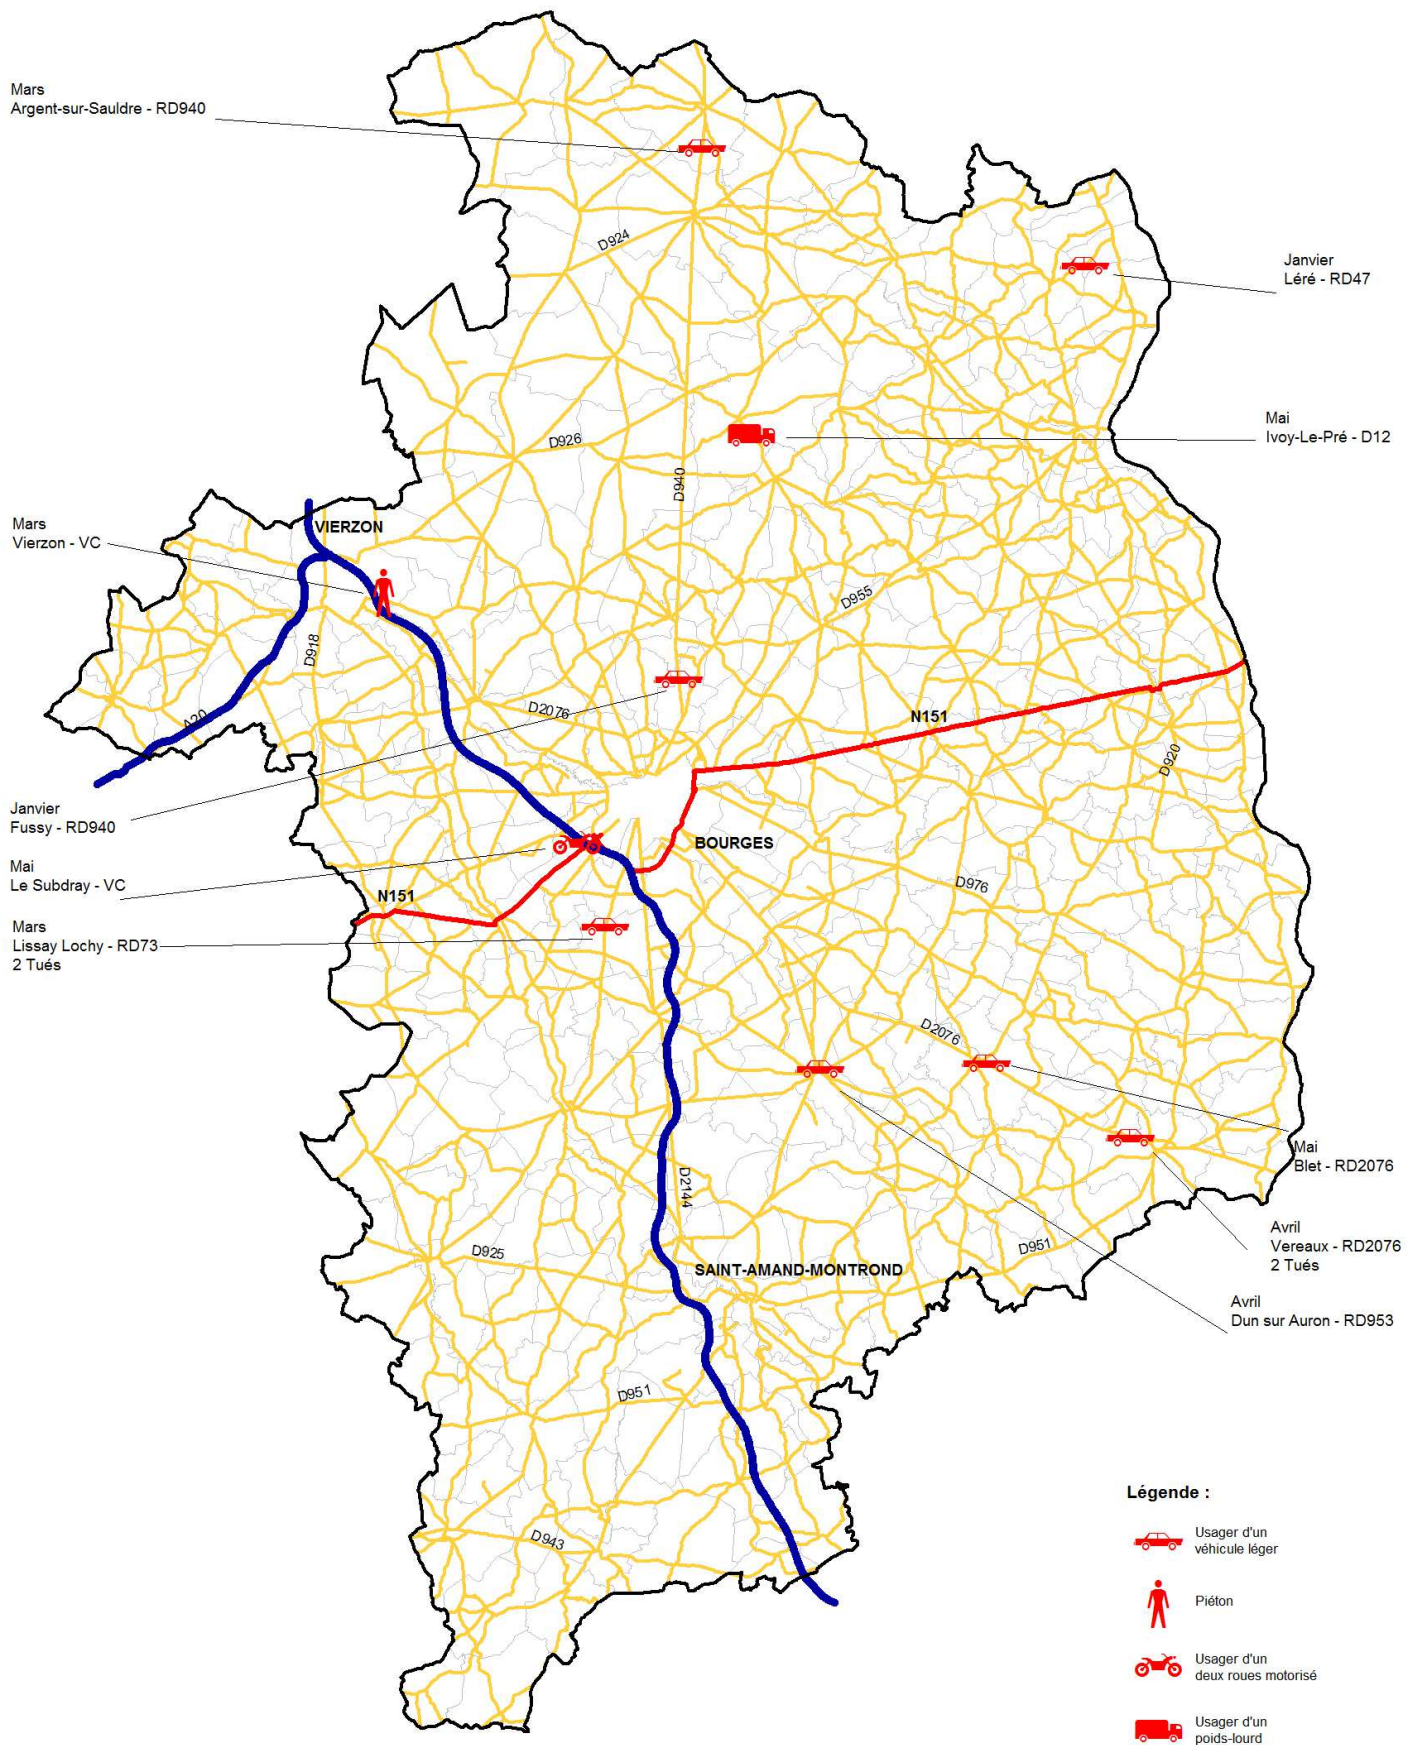 Mars
Argent-sur-Sauldre - RD940
D924
Janvier
Léré - RD47
Mai
Ivoy-Le-Pré - D12
D926
D940
Mars
Vierzon - VC
VIERZON
D955
D918
A20
D2076
N151
D920
Janvier
Fussy - RD940
BOURGES
Mai
Le Subdray - VC
D976
N151
Mars
Lissay Lochy - RD73
2 Tués
D2076
Mai
Blet - RD2076
D2144
Avril
Vereaux - RD2076
2 Tués
D925
D951
SAINT-AMAND-MONTROND
Avril
Dun sur Auron - RD953
D951
D943
Légende :
Usager d'un
véhicule léger
Piéton
Usager d'un
deux roues motorisé
Usager d'un
poids-lourd